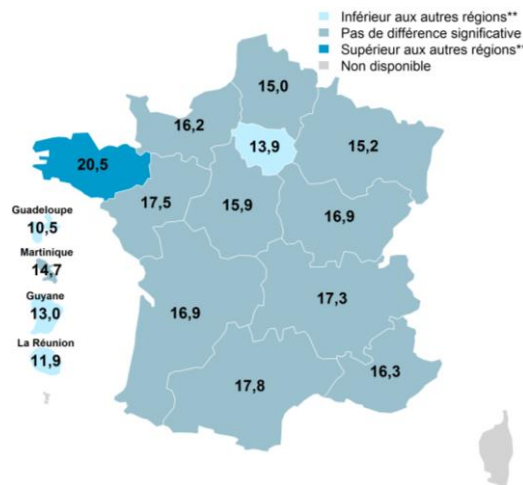 Inférieur aux autres régions**
Pas de différence significative
Supérieur aux autres régions**
Non disponible
15,0
16,2
13,9
15,2
20,5
17,5
15,9
16,9
Guadeloupe
10,5
Martinique
14,7
Guyane
13,0
La Réunion
11,9
16,9
17,3
17,8
16,3